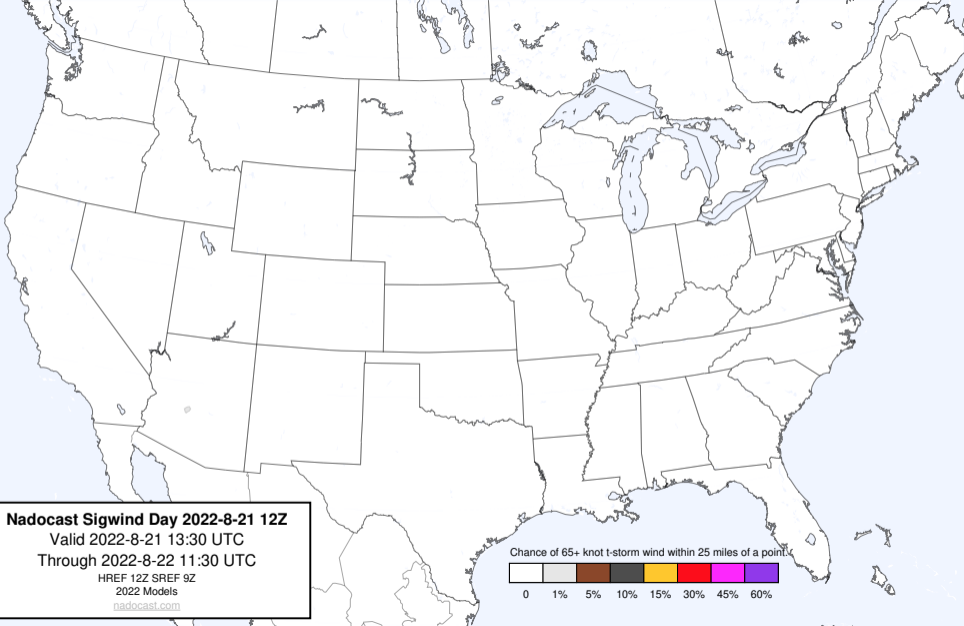 Nadocast Sigwind Day 2022-8-21 12Z
Valid 2022-8-21 13:30 UTC
Through 2022-8-22 11:30 UTC
HREF 12Z SREF 9Z
2022 Models
nadocast.com
Chance of 65+ knot t-storm wind within 25 miles of a point.
0 1% 5% 10% 15% 30% 45% 60%